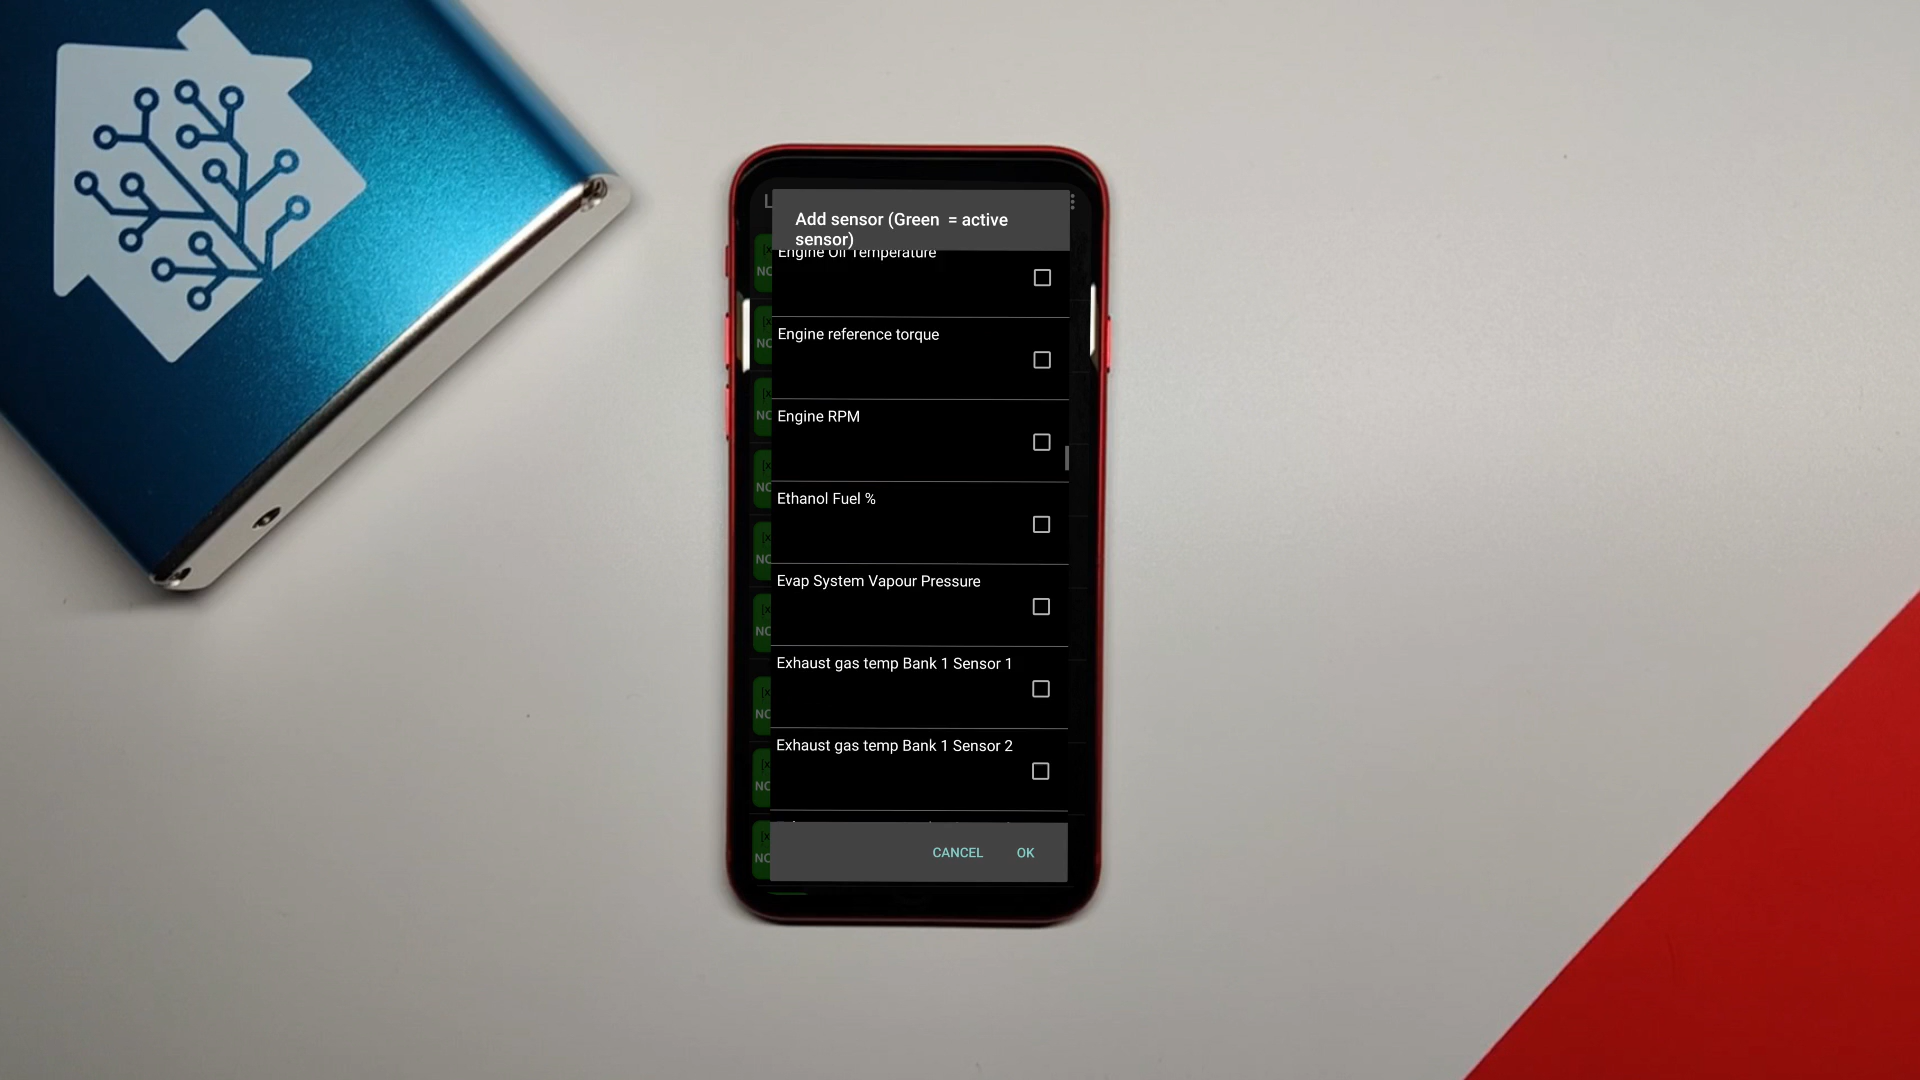 Add sensor (Green = active
sensor)
Engine Oil Temperature
Engine reference torque
Engine RPM
Ethanol Fuel %
Evap System Vapour Pressure
Exhaust gas temp Bank 1 Sensor 1
Exhaust gas temp Bank 1 Sensor 2
CANCEL OK